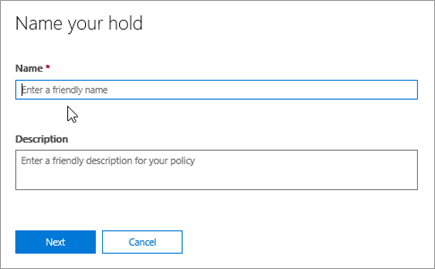 Name your hold
Name *
Enter a friendly name
Description
Enter a friendly description for your policy
Next
Cancel